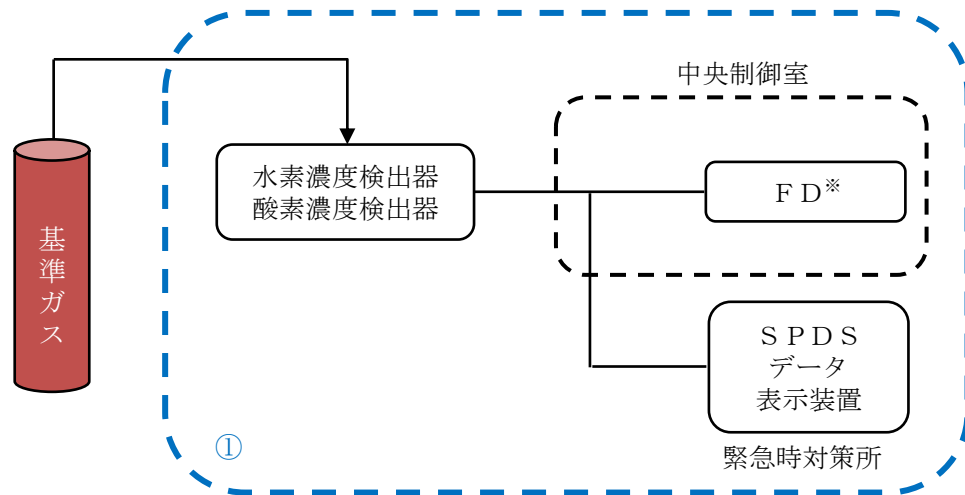 中央制御室
水素濃度検出器
酸素濃度検出器
ＦＤ※
基準ガス
ＳＰＤＳ
データ
表示装置
緊急時対策所
①